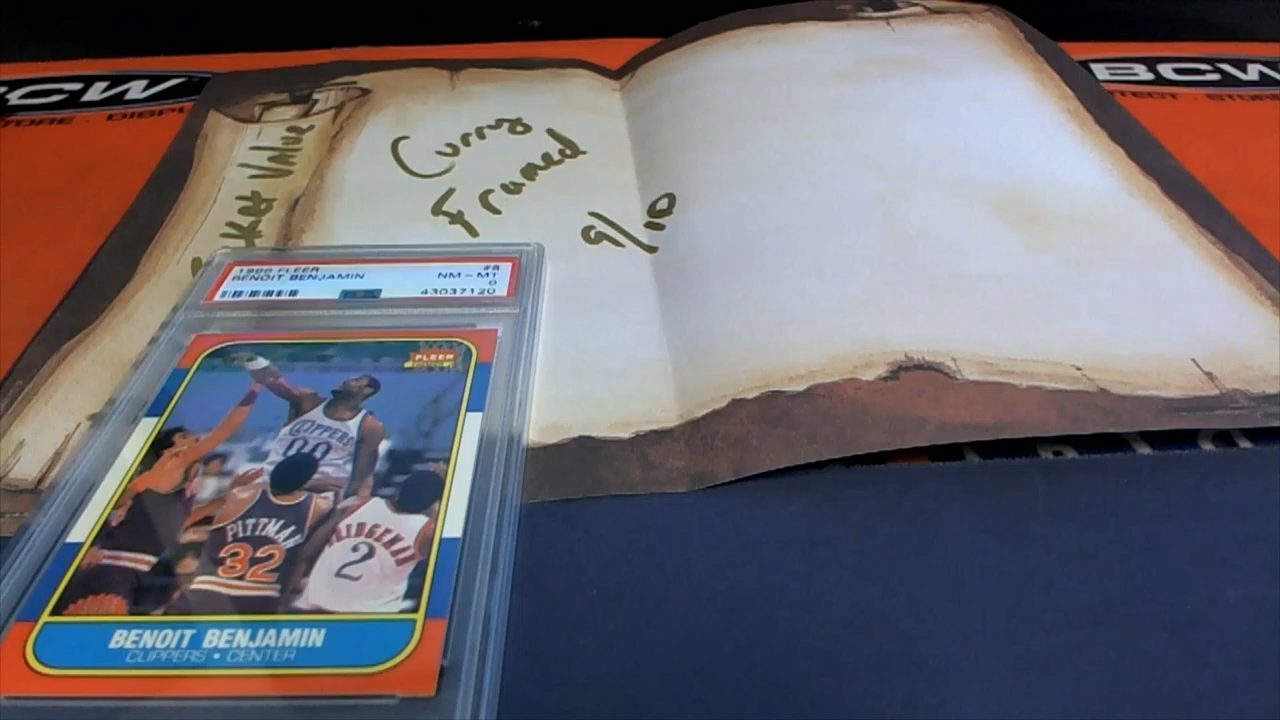 BCW
BCW
Curry
Framed
9/10
Value
1986 FLEER
#8
BENOIT BENJAMIN
NM - MT
43037120
FLEER
CLIPPERS
00
PITTMAN
32
2
BENOIT BENJAMIN
CLIPPERS • CENTER